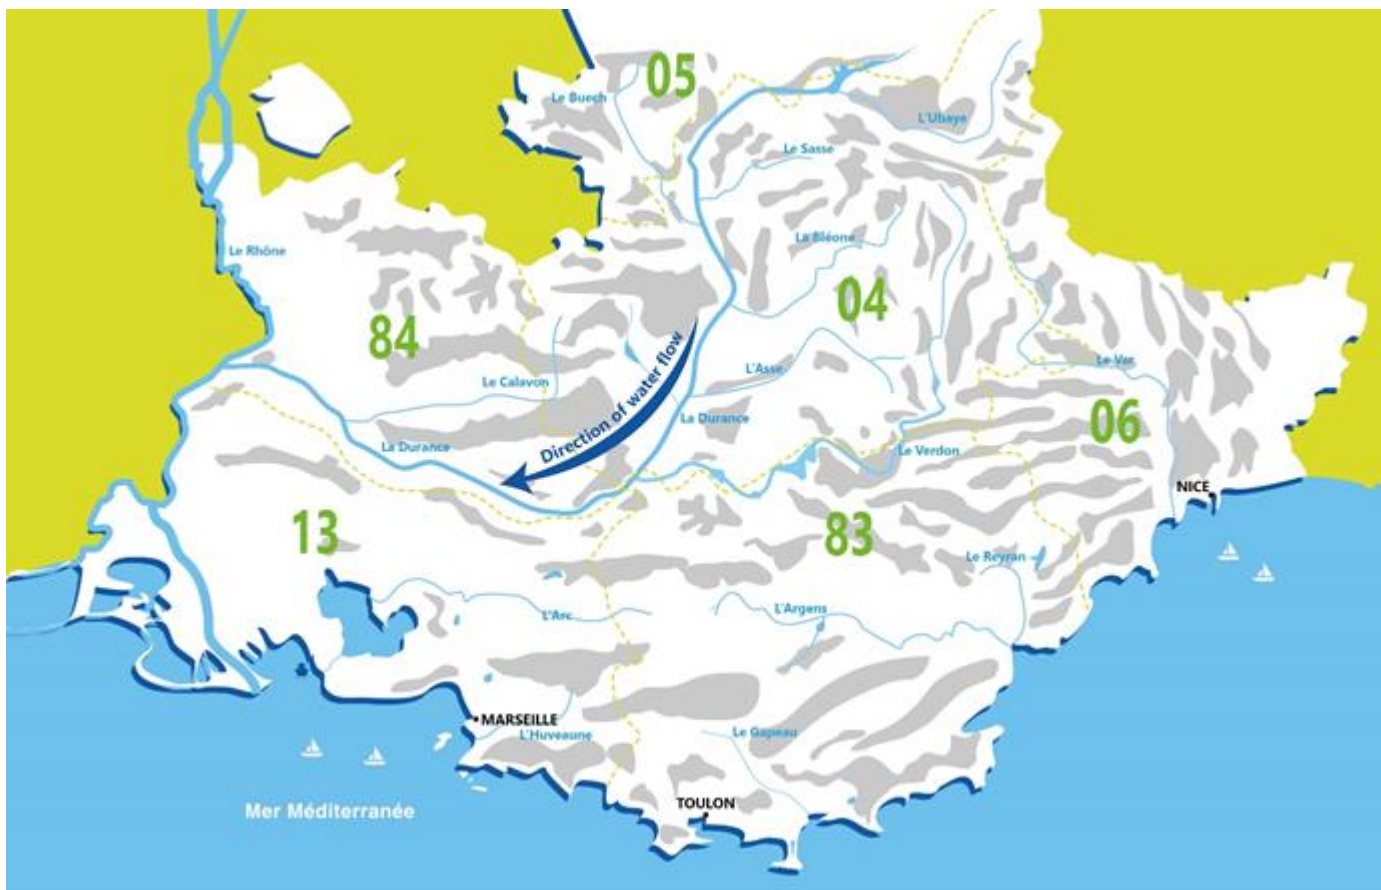 05
Le Buech
L'Ubaye
Le Sasse
La Bléone
Le Rhône
04
84
Direction of water flow
Le Var
L'Asse
Le Calavon
06
La Durance
La Durance
Le Verdon
NICE
13
83
Le Reyran
L'Arc
L'Argens
MARSEILLE
L'Huveaune
Le Gapeau
TOULON
Mer Méditerranée